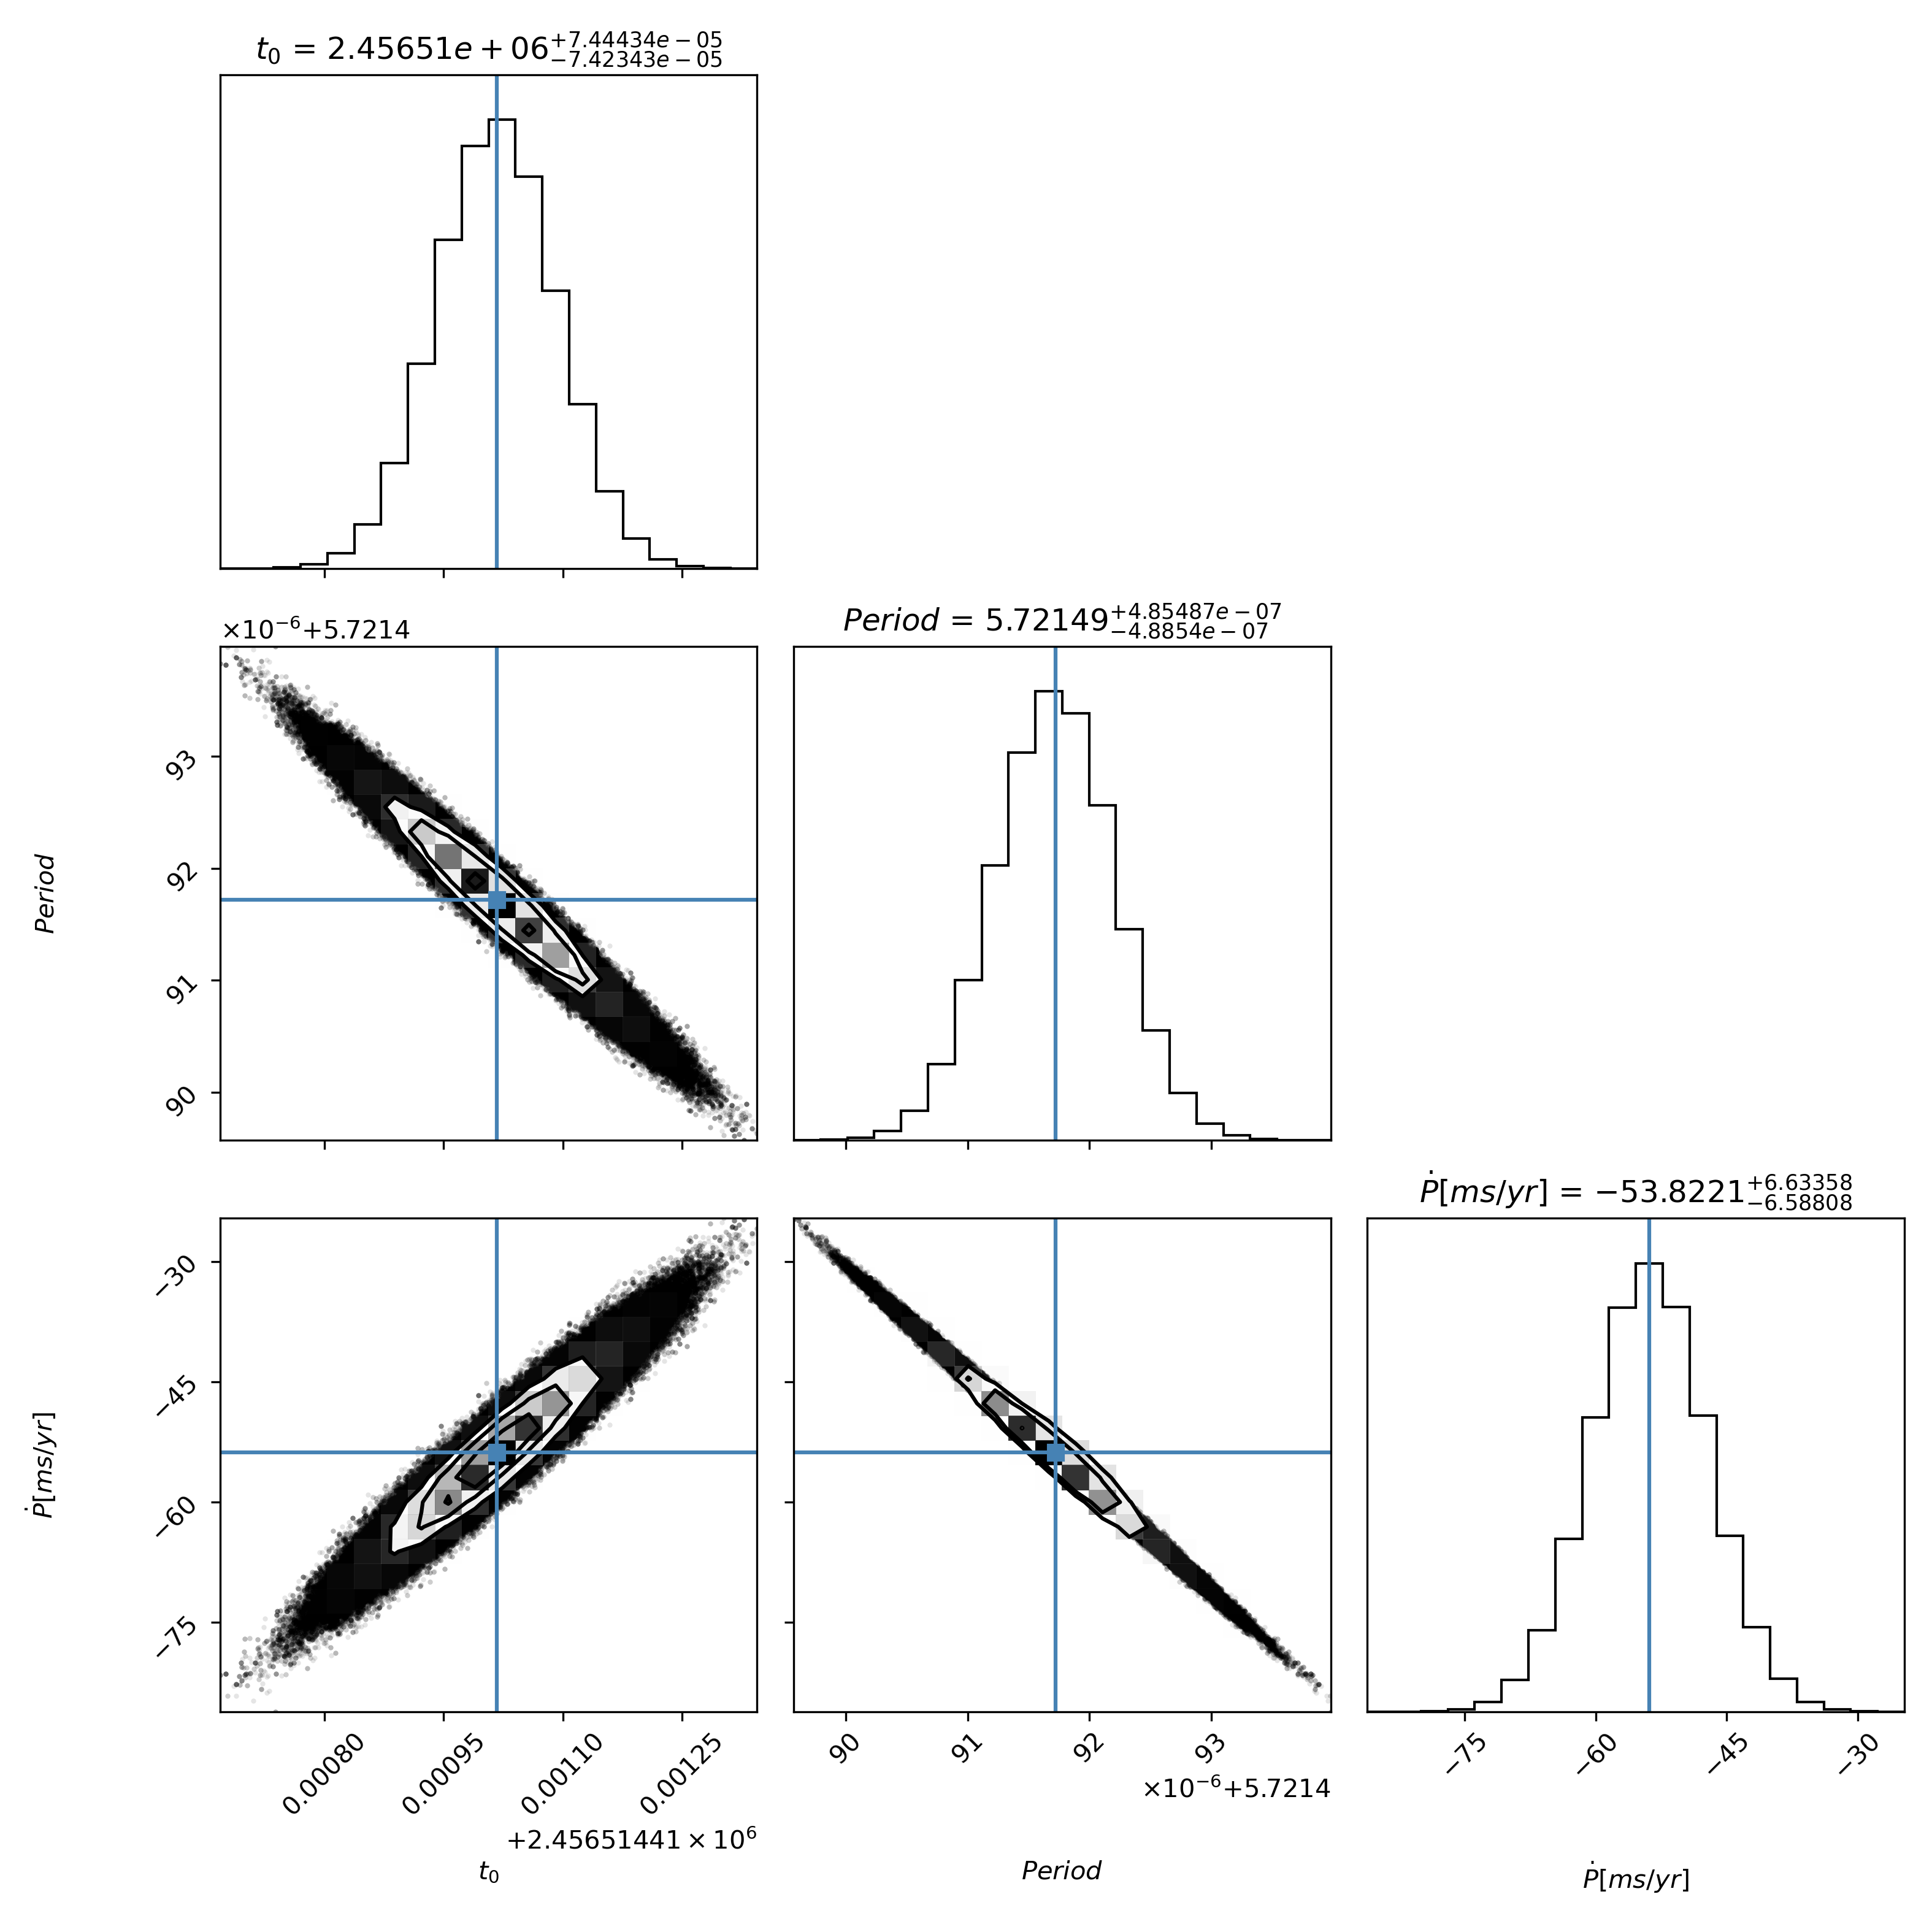 t₀ = 2.45651e + 06 +7.44434e − 05 −7.42343e − 05
×10⁻⁶+5.7214
Period = 5.72149 +4.85487e − 07 −4.8854e − 07
93
92
91
90
Period
Ṗ[ms/yr] = −53.8221 +6.63358 −6.58808
−30
−45
−60
−75
Ṗ[ms/yr]
0.00080 0.00095 0.00110 0.00125
90 91 92 93
−75 −60 −45 −30
×10⁻⁶+5.7214
+2.45651441 × 10⁶
t₀
Period
Ṗ[ms/yr]